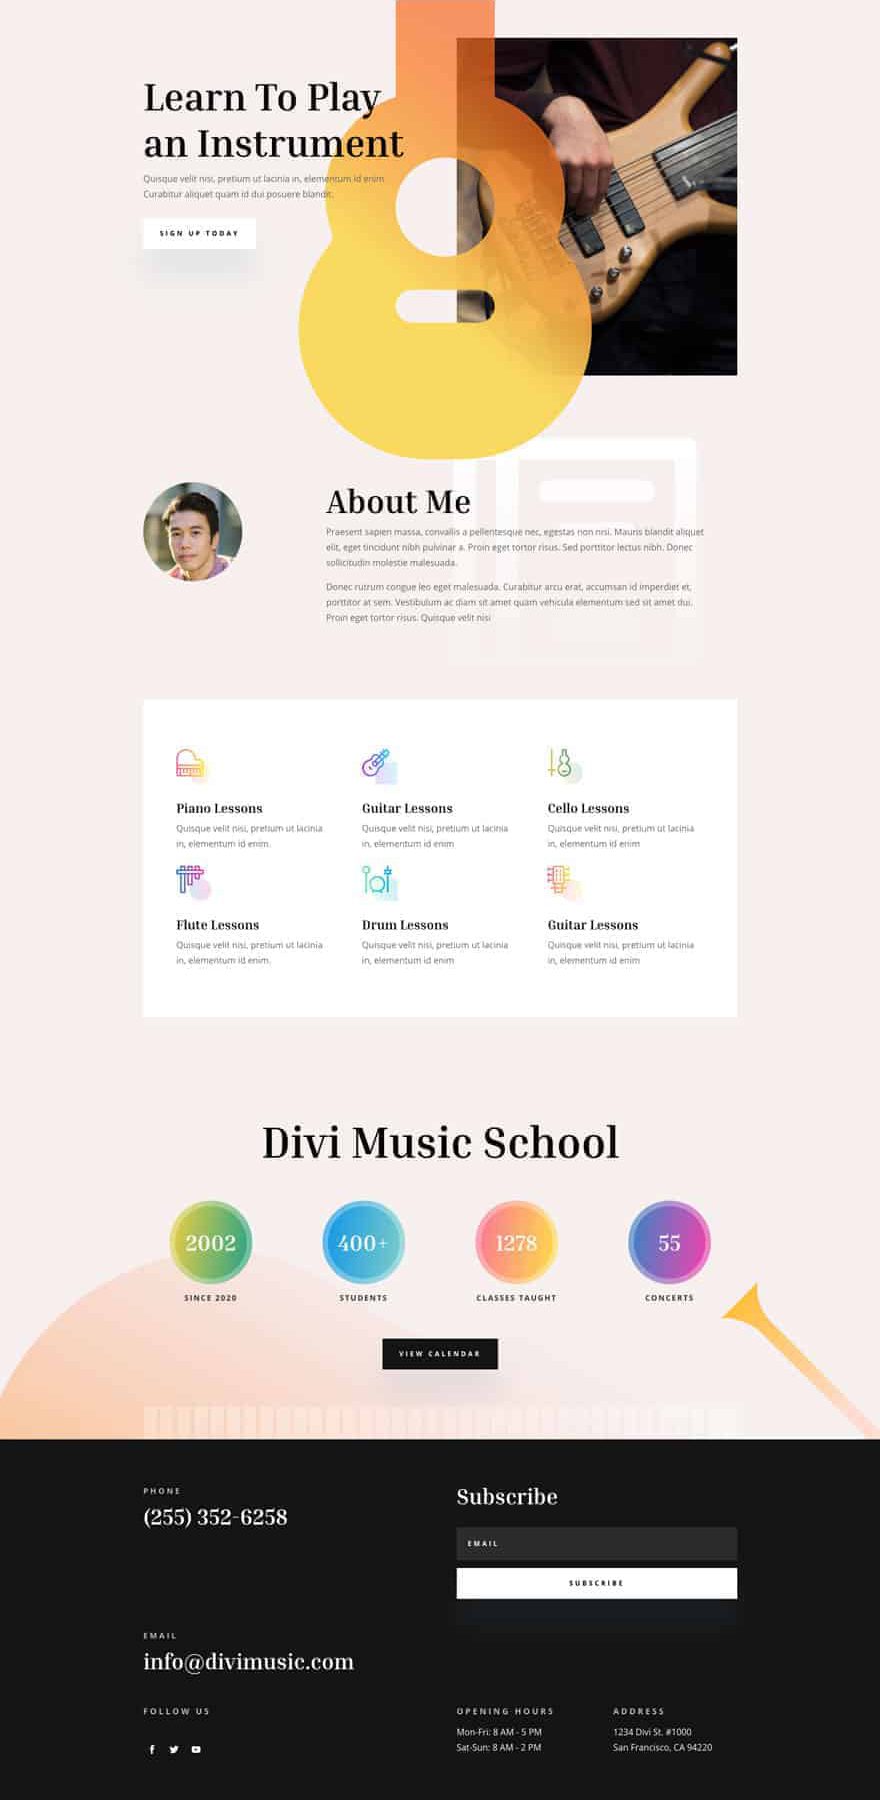 Learn To Play
an Instrument
Quisque velit nisi, pretium ut lacinia in, elementum id enim.
Curabitur aliquet quam id dui posuere blandit.
SIGN UP TODAY
About Me
Praesent sapien massa, convallis a pellentesque nec, egestas non nisi. Mauris blandit aliquet
elit, eget tincidunt nibh pulvinar a. Proin eget tortor risus. Sed porttitor lectus nibh. Donec
sollicitudin molestie malesuada.
Donec rutrum congue leo eget malesuada. Curabitur arcu erat, accumsan id imperdiet et,
porttitor at sem. Vestibulum ac diam sit amet quam vehicula elementum sed sit amet dui.
Proin eget tortor risus. Quisque velit nisi
Piano Lessons
Quisque velit nisi, pretium ut lacinia
in, elementum id enim.
Guitar Lessons
Quisque velit nisi, pretium ut lacinia
in, elementum id enim
Cello Lessons
Quisque velit nisi, pretium ut lacinia
in, elementum id enim
Flute Lessons
Quisque velit nisi, pretium ut lacinia
in, elementum id enim.
Drum Lessons
Quisque velit nisi, pretium ut lacinia
in, elementum id enim
Guitar Lessons
Quisque velit nisi, pretium ut lacinia
in, elementum id enim
Divi Music School
2002
SINCE 2020
400+
STUDENTS
1278
CLASSES TAUGHT
55
CONCERTS
VIEW CALENDAR
PHONE
(255) 352-6258
EMAIL
info@divimusic.com
Subscribe
EMAIL
SUBSCRIBE
FOLLOW US
OPENING HOURS
Mon-Fri: 8 AM - 5 PM
Sat-Sun: 8 AM - 2 PM
ADDRESS
1234 Divi St. #1000
San Francisco, CA 94220